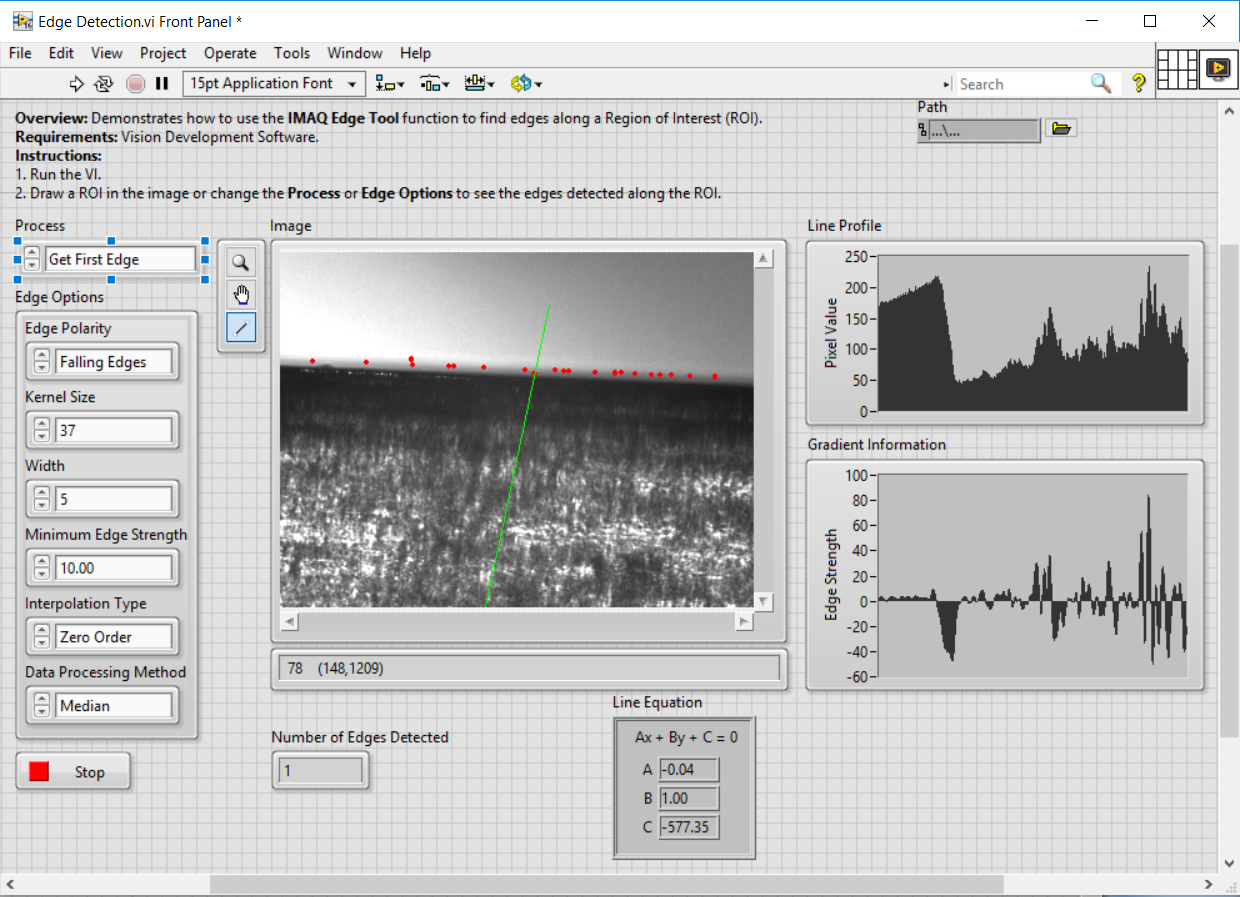 Edge Detection.vi Front Panel *
File Edit View Project Operate Tools Window Help
15pt Application Font
Search
?
Overview: Demonstrates how to use the IMAQ Edge Tool function to find edges along a Region of Interest (ROI).
Requirements: Vision Development Software.
Instructions:
1. Run the VI.
2. Draw a ROI in the image or change the Process or Edge Options to see the edges detected along the ROI.
Path
...\...
Process
Get First Edge
Edge Options
Edge Polarity
Falling Edges
Kernel Size
37
Width
5
Minimum Edge Strength
10.00
Interpolation Type
Zero Order
Data Processing Method
Median
Stop
Image
78 (148,1209)
Number of Edges Detected
1
Line Equation
Ax + By + C = 0
A -0.04
B 1.00
C -577.35
Line Profile
Pixel Value
250
200
150
100
50
0
Gradient Information
Edge Strength
100
80
60
40
20
0
-20
-40
-60